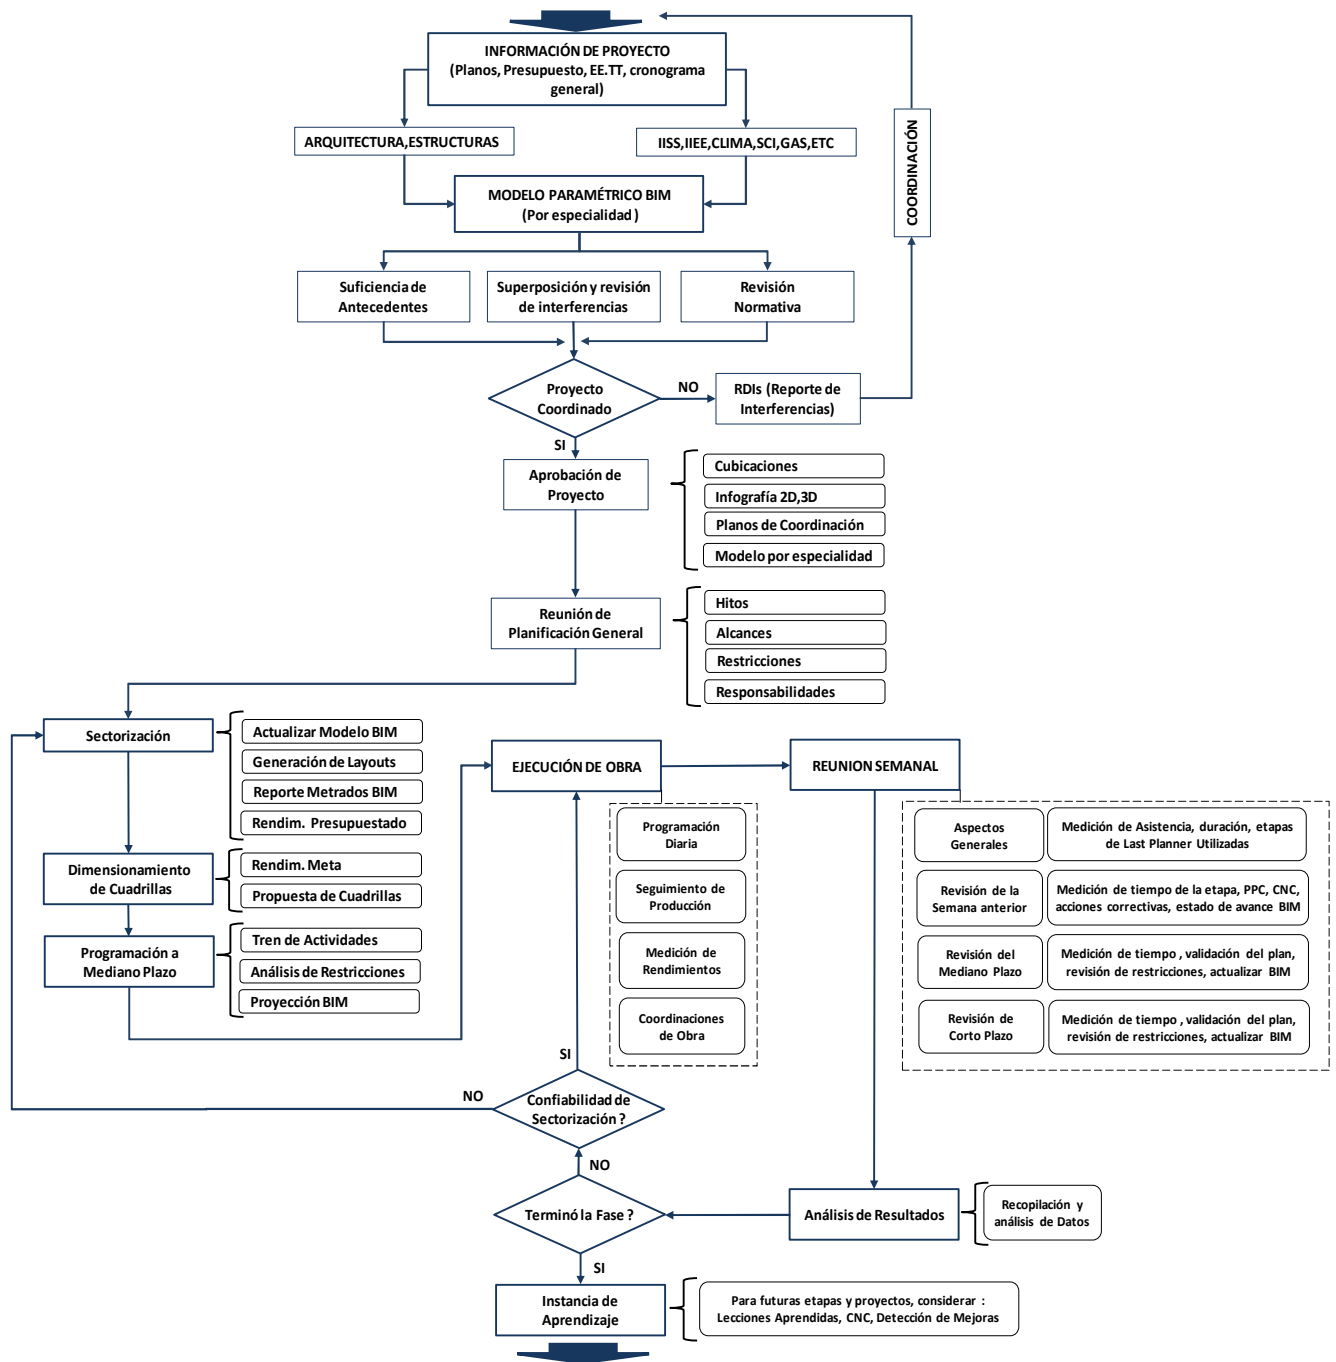 INFORMACIÓN DE PROYECTO
(Planos, Presupuesto, EE.TT, cronograma
general)
ARQUITECTURA,ESTRUCTURAS
IISS,IIEE,CLIMA,SCI,GAS,ETC
COORDINACIÓN
MODELO PARAMÉTRICO BIM
(Por especialidad)
Suficiencia de
Antecedentes
Superposición y revisión
de interferencias
Revisión
Normativa
Proyecto
Coordinado
NO
RDIs (Reporte de
Interferencias)
SI
Aprobación de
Proyecto
Cubicaciones
Infografía 2D,3D
Planos de Coordinación
Modelo por especialidad
Reunión de
Planificación General
Hitos
Alcances
Restricciones
Responsabilidades
Sectorización
Actualizar Modelo BIM
Generación de Layouts
Reporte Metrados BIM
Rendim. Presupuestado
Dimensionamiento
de Cuadrillas
Rendim. Meta
Propuesta de Cuadrillas
Programación a
Mediano Plazo
Tren de Actividades
Análisis de Restricciones
Proyección BIM
EJECUCIÓN DE OBRA
Programación
Diaria
Seguimiento de
Producción
Medición de
Rendimientos
Coordinaciones
de Obra
REUNION SEMANAL
Aspectos
Generales
Medición de Asistencia, duración, etapas
de Last Planner Utilizadas
Revisión de la
Semana anterior
Medición de tiempo de la etapa, PPC, CNC,
acciones correctivas, estado de avance BIM
Revisión del
Mediano Plazo
Medición de tiempo , validación del plan,
revisión de restricciones, actualizar BIM
Revisión de
Corto Plazo
Medición de tiempo , validación del plan,
revisión de restricciones, actualizar BIM
SI
NO
Confiabilidad de
Sectorización ?
NO
Terminó la Fase ?
Análisis de Resultados
Recopilación y
análisis de Datos
SI
Instancia de
Aprendizaje
Para futuras etapas y proyectos, considerar :
Lecciones Aprendidas, CNC, Detección de Mejoras